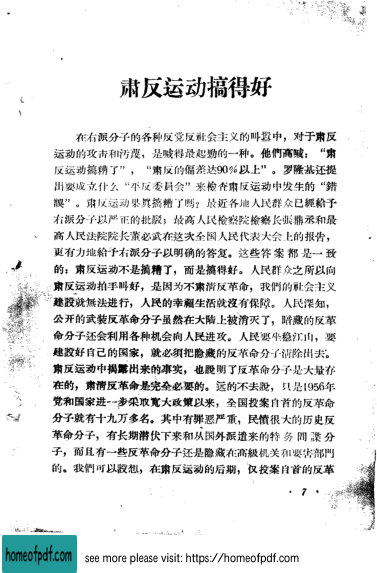 肃反运动搞得好
在右派分子的各种反党反社会主义的叫嚣中，对于肃反
运动的攻击和污蔑，是喊得最起劲的一种。他們高喊：“肃
反运动搞糟了”，“肃反的偏差达90％以上”。罗隆基还提
出要成立什么“平反委員会”来检查肃反运动中发生的“錯
誤”。肃反运动果真搞糟了嗎？最近各地人民群众已經給予
右派分子以严正的批駁；最高人民检察院檢察长張鼎丞和最
高人民法院院长董必武在这次全国人民代表大会上的报告，
更有力地給予右派分子以明确的答复。这些答案都是一致
的：肃反运动不是搞糟了，而是搞得好。人民群众之所以向
肃反运动拍手叫好，是因为不肃清反革命，我們的社会主义
建設就無法进行，人民的幸福生活就沒有保障。人民深知，
公开的武装反革命分子虽然在大陆上被消灭了，暗藏的反革
命分子还会利用各种机会向人民进攻。人民要坐稳江山，要
建設好自己的国家，就必須把隐藏的反革命分子清除出去。
肃反运动中揭露出来的事实，也說明了反革命分子是大量存
在的，肃清反革命是完全必要的。远的不去說，只是1956年
党和国家进一步采取寬大政策以来，全国投案自首的反革命
分子就有十九万多名。其中有罪恶严重，民憤很大的历史反
革命分子，有长期潜伏下来和从国外派遣来的特务間諜分
子，而且有一些反革命分子还是隐藏在高級机关和要害部門
的。我們可以設想，在肃反运动的后期，仅投案自首的反革
· 7 ·
homeofpdf.com
see more please visit: https://homeofpdf.com